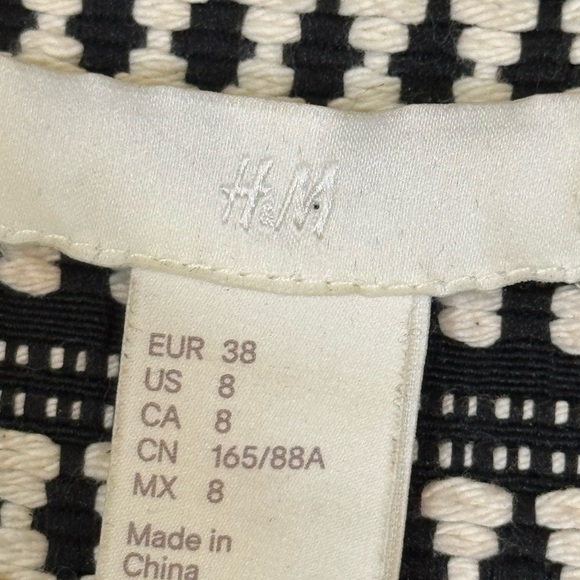 H&M
EUR 38
US 8
CA 8
CN 165/88A
MX 8
Made in
China